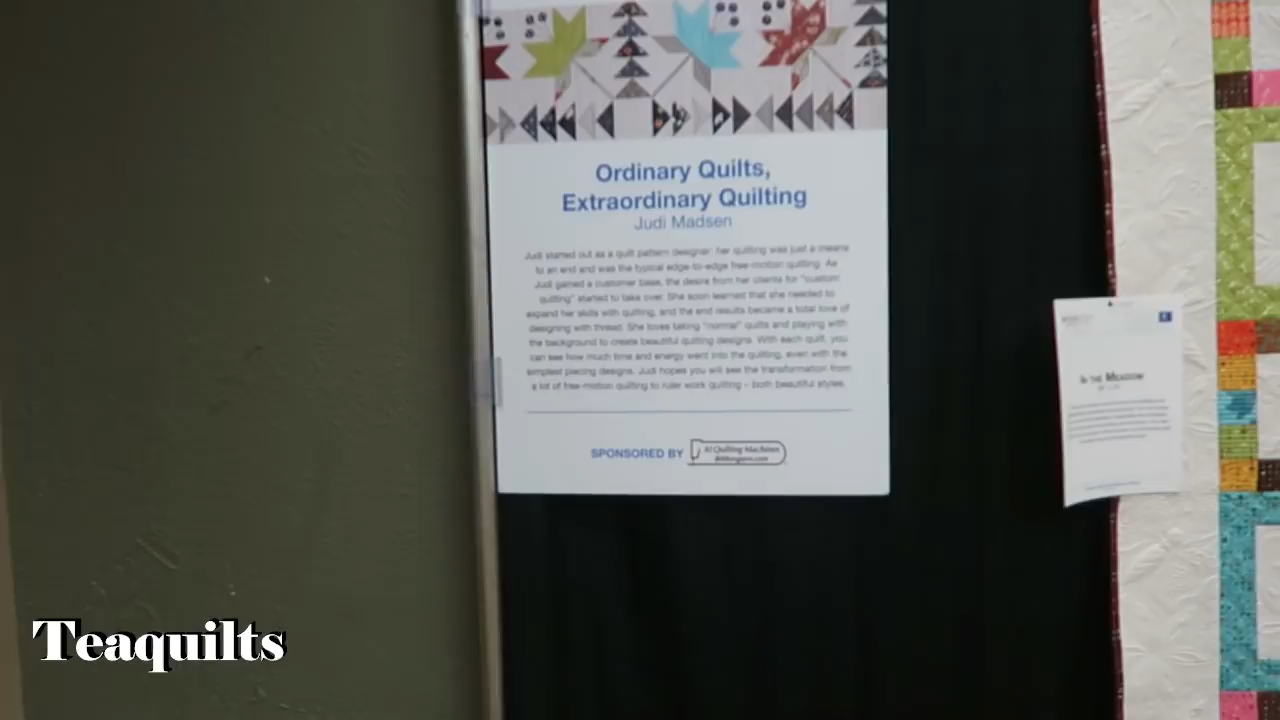 Ordinary Quilts,
Extraordinary Quilting
Judi Madsen
Judi started out as a quilt pattern designer; her quilting was just a means
to an end and was the typical edge-to-edge free-motion quilting. As
Judi gained a customer base, the desire from her clients for "custom
quilting" started to take over. She soon learned that she needed to
expand her skills with quilting, and the end results became a total love of
designing with thread. She loves taking "normal" quilts and playing with
the background to create beautiful quilting designs. With each quilt, you
can see how much time and energy went into the quilting, even with the
simplest piecing designs. Judi hopes you will see the transformation from
a lot of free-motion quilting to ruler work quilting – both beautiful styles.
SPONSORED BY
A1 Quilting Machines
In the Meadow
Teaquilts